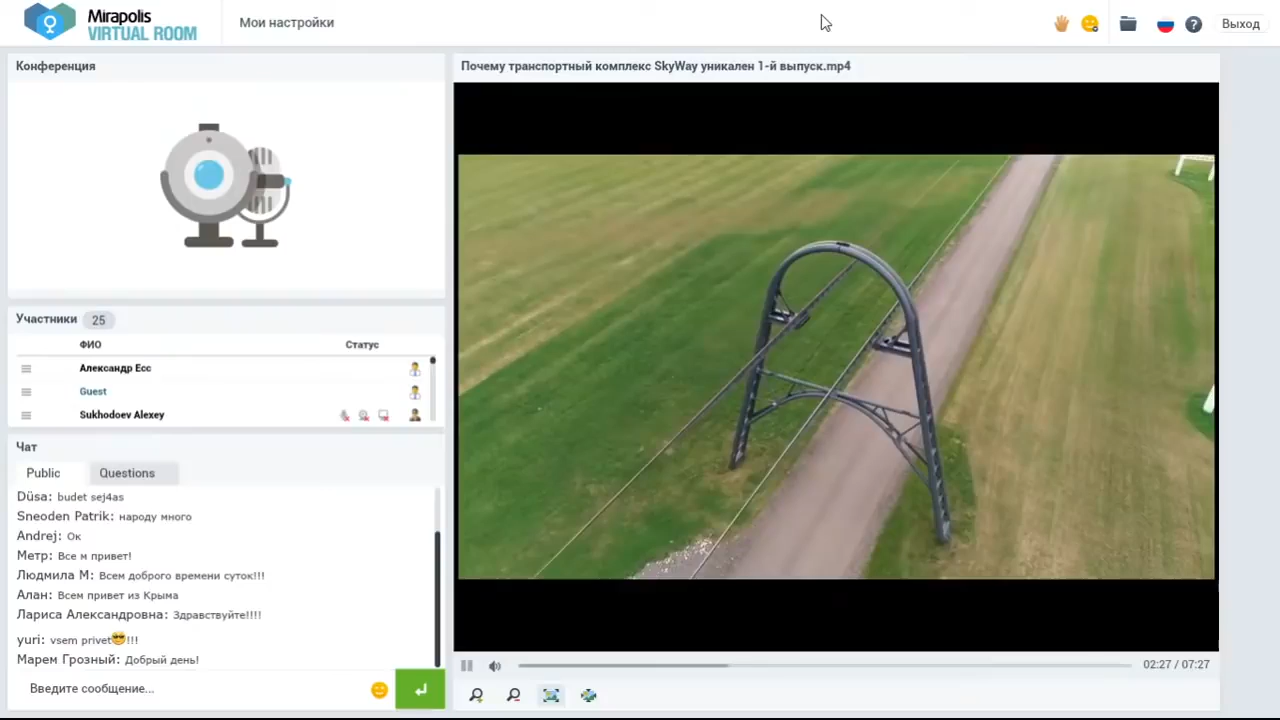 Mirapolis
VIRTUAL ROOM
Мои настройки
Выход
Конференция
Участники 25
ФИО Статус
Александр Есс
Guest
Sukhodoev Alexey
Чат
Public Questions
Düsa: budet sej4as
Sneoden Patrik: народу много
Andrej: Ок
Метр: Все м привет!
Людмила М: Всем доброго времени суток!!!
Алан: Всем привет из Крыма
Лариса Александровна: Здравствуйте!!!!
yuri: vsem privet😎!!!
Марем Грозный: Добрый день!
Введите сообщение...
Почему транспортный комплекс SkyWay уникален 1-й выпуск.mp4
02:27 / 07:27